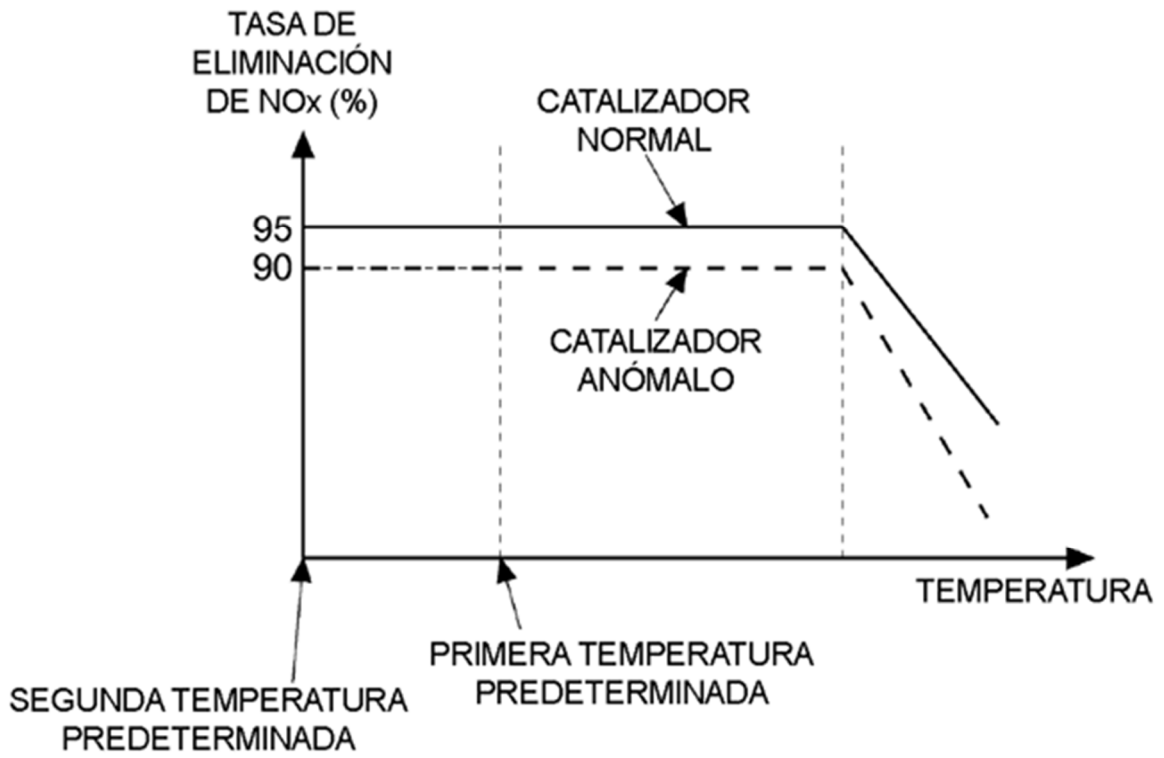 TASA DE
ELIMINACIÓN
DE NOx (%)
CATALIZADOR
NORMAL
95
90
CATALIZADOR
ANÓMALO
TEMPERATURA
PRIMERA TEMPERATURA
PREDETERMINADA
SEGUNDA TEMPERATURA
PREDETERMINADA